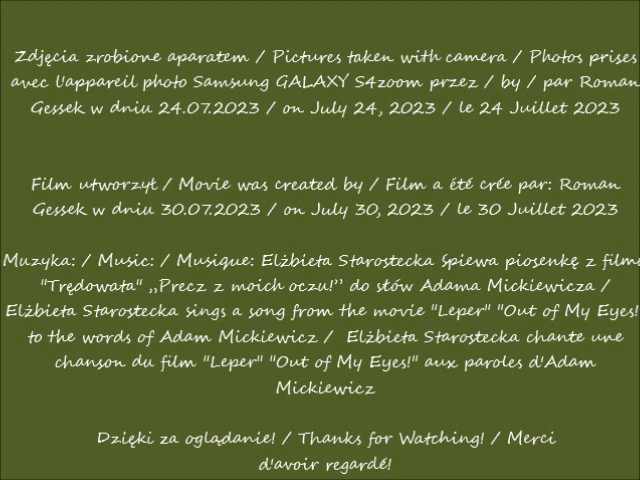 Zdjęcia zrobione aparatem / Pictures taken with camera / Photos prises
avec l'appareil photo Samsung GALAXY S4zoom przez / by / par Roman
Gessek w dniu 24.07.2023 / on July 24, 2023 / le 24 Juillet 2023
Film utworzył / Movie was created by / Film a été crée par: Roman
Gessek w dniu 30.07.2023 / on July 30, 2023 / le 30 Juillet 2023
Muzyka: / Music: / Musique: Elżbieta Starostecka śpiewa piosenkę z filmu
"Trędowata" „Precz z moich oczu!” do słów Adama Mickiewicza /
Elżbieta Starostecka sings a song from the movie "Leper" "Out of My Eyes!"
to the words of Adam Mickiewicz / Elżbieta Starostecka chante une
chanson du film "Leper" "Out of My Eyes!" aux paroles d'Adam
Mickiewicz
Dzięki za oglądanie! / Thanks for Watching! / Merci
d'avoir regardé!